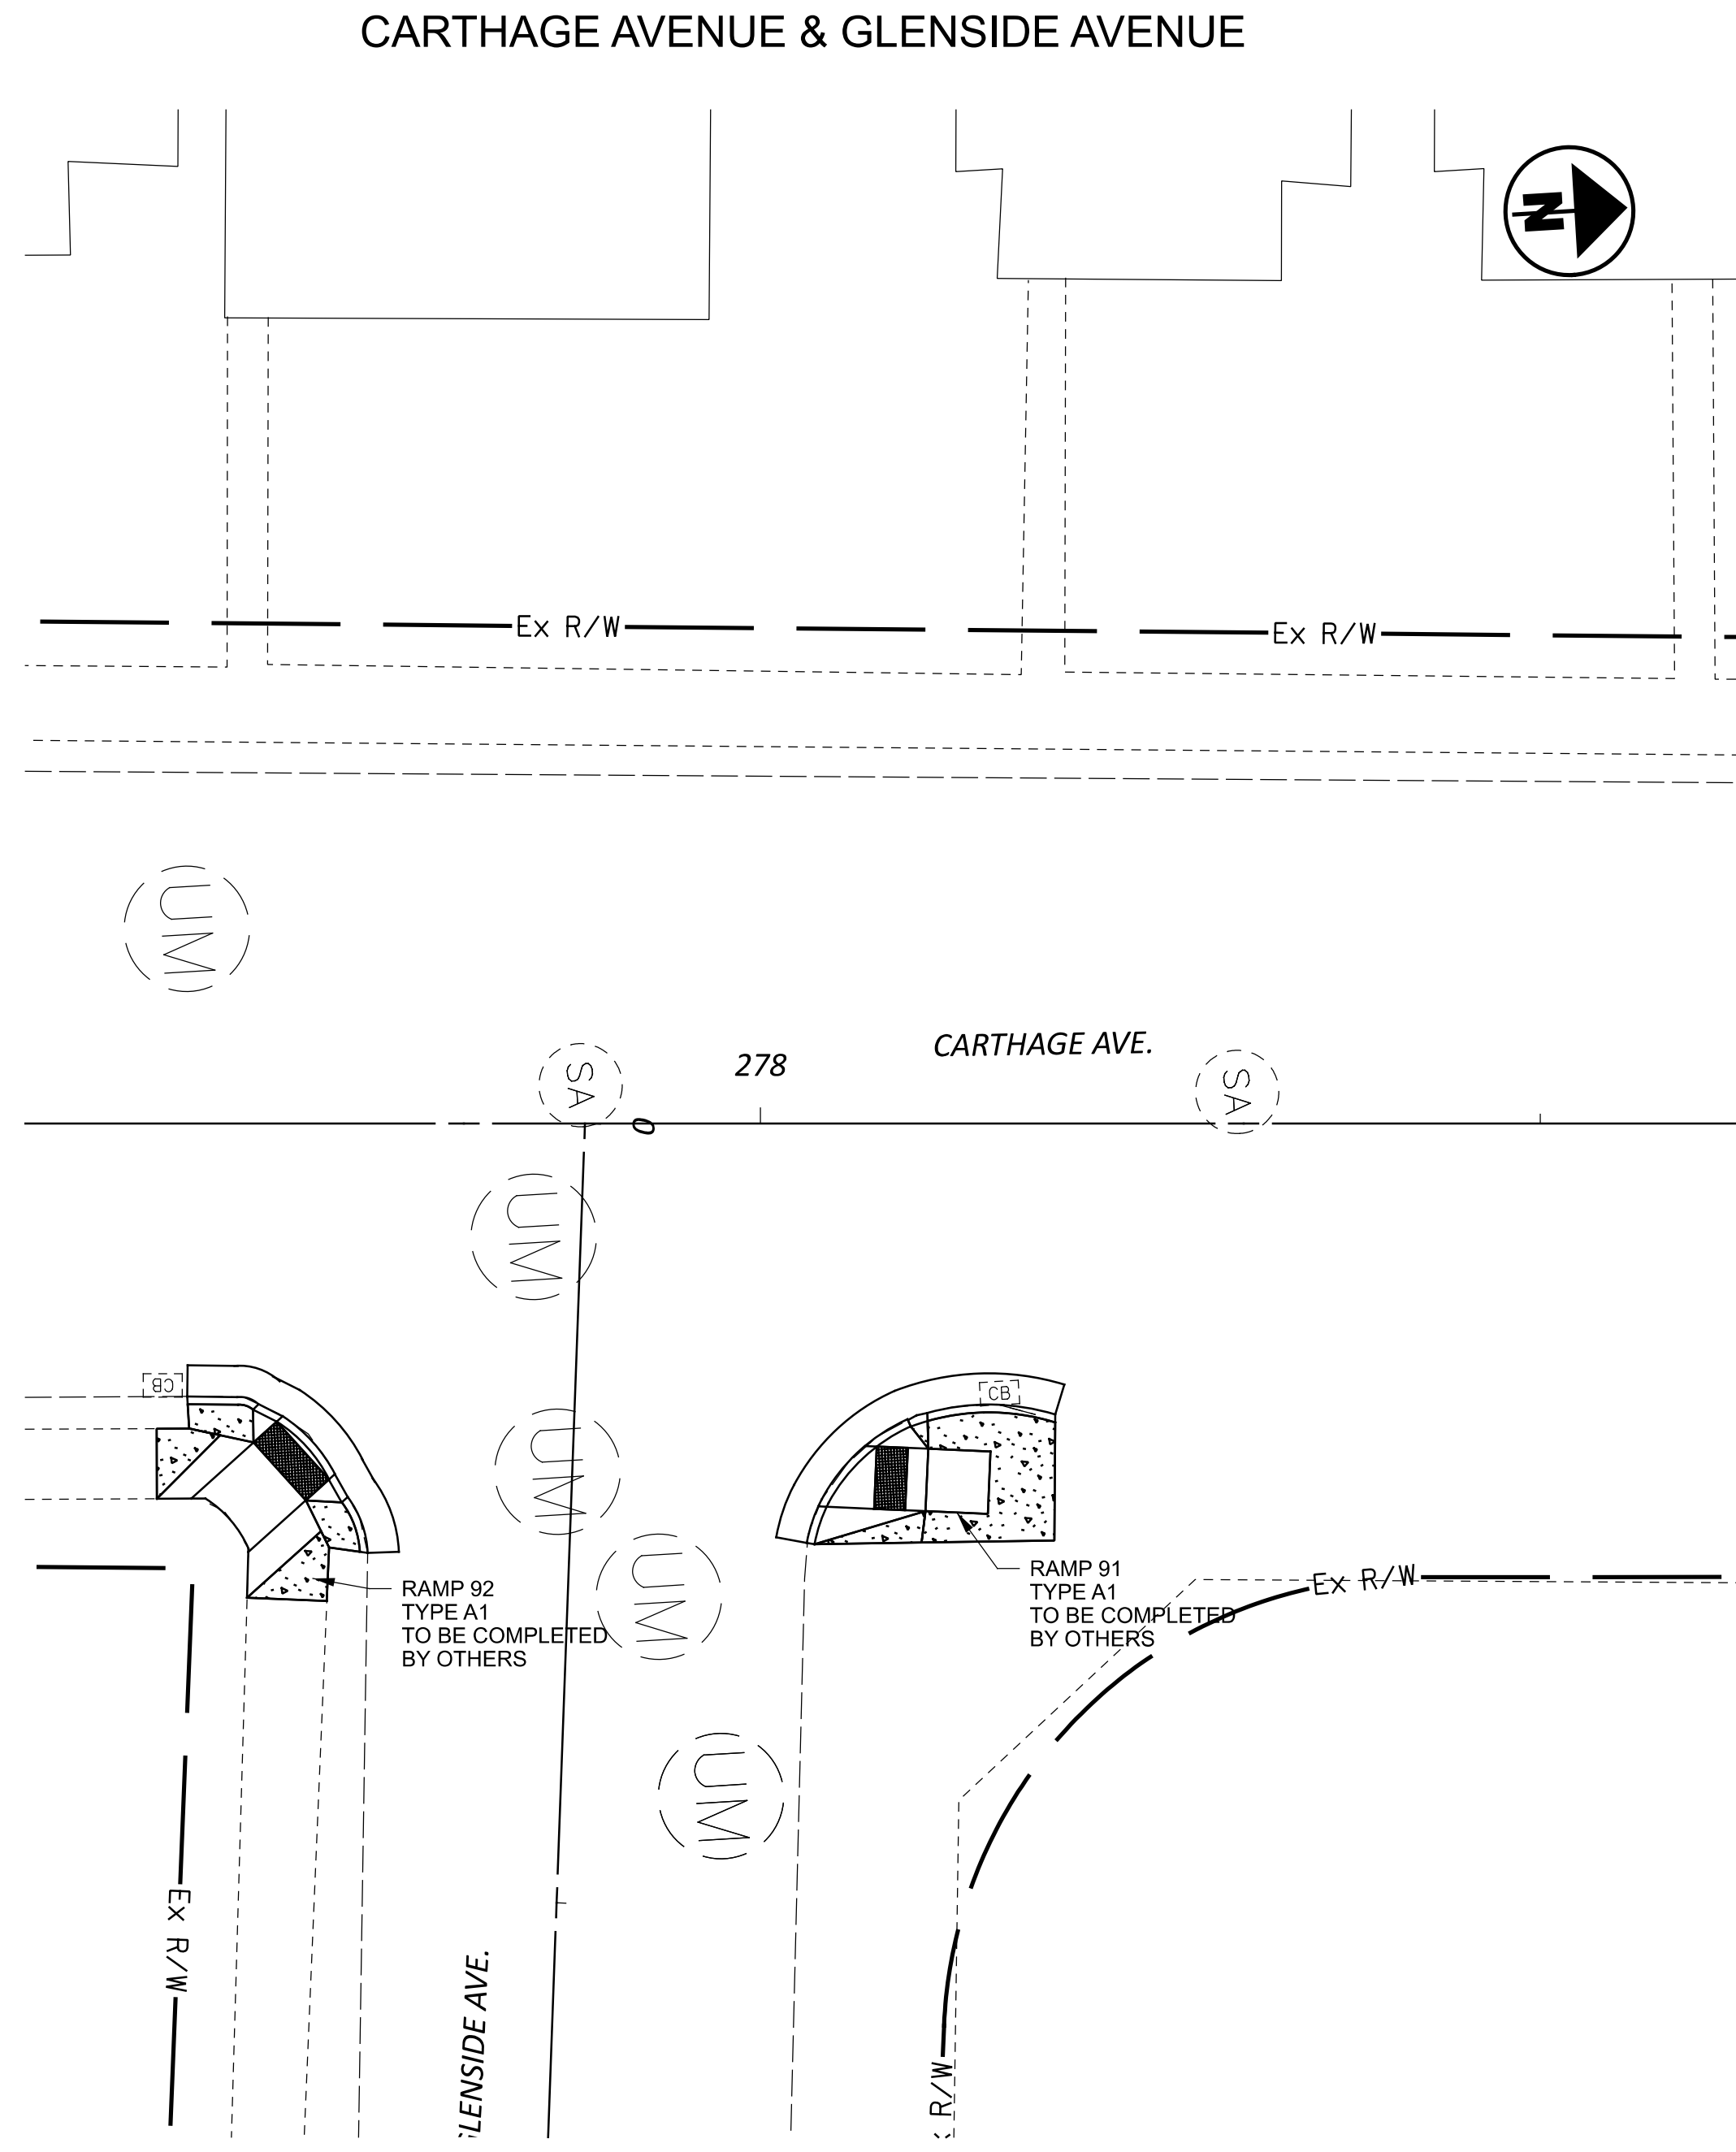 CARTHAGE AVENUE & GLENSIDE AVENUE
N
Ex R/W
Ex R/W
UM
CARTHAGE AVE.
278
SA
SA
0
UM
CB
CB
UM
UM
RAMP 91
TYPE A1
TO BE COMPLETED
BY OTHERS
Ex R/W
RAMP 92
TYPE A1
TO BE COMPLETED
BY OTHERS
UM
Ex R/W
LENSIDE AVE.
R/W